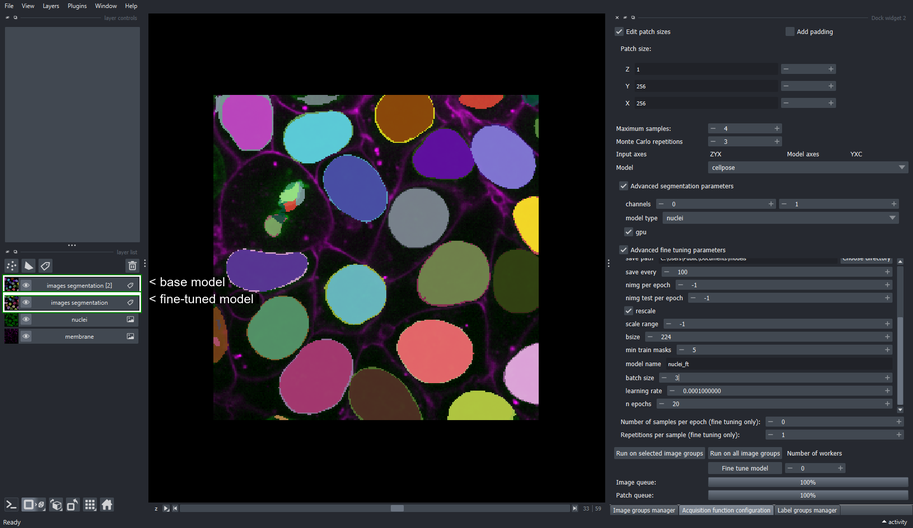 File View Layers Plugins Window Help
layer controls
layer list
images segmentation [2]
images segmentation
nuclei
membrane
< base model
< fine-tuned model
z
33 59
Ready
Dock widget 2
Edit patch sizes Add padding
Patch size:
Z 1
Y 256
X 256
Maximum samples: 4
Monte Carlo repetitions 3
Input axes ZYX Model axes YXC
Model cellpose
Advanced segmentation parameters
channels 0 1
model type nuclei
gpu
Advanced fine tuning parameters
save path Choose directory
save every 100
nimg per epoch -1
nimg test per epoch -1
rescale
scale range -1
bsize 224
min train masks 5
model name nuclei_ft
batch size 3
learning rate 0.0001000000
n epochs 20
Number of samples per epoch (fine tuning only): 0
Repetitions per sample (fine tuning only): 1
Run on selected image groups Run on all image groups Number of workers
Fine tune model 0
Image queue: 100%
Patch queue: 100%
Image groups manager Acquisition function configuration Label groups manager
activity